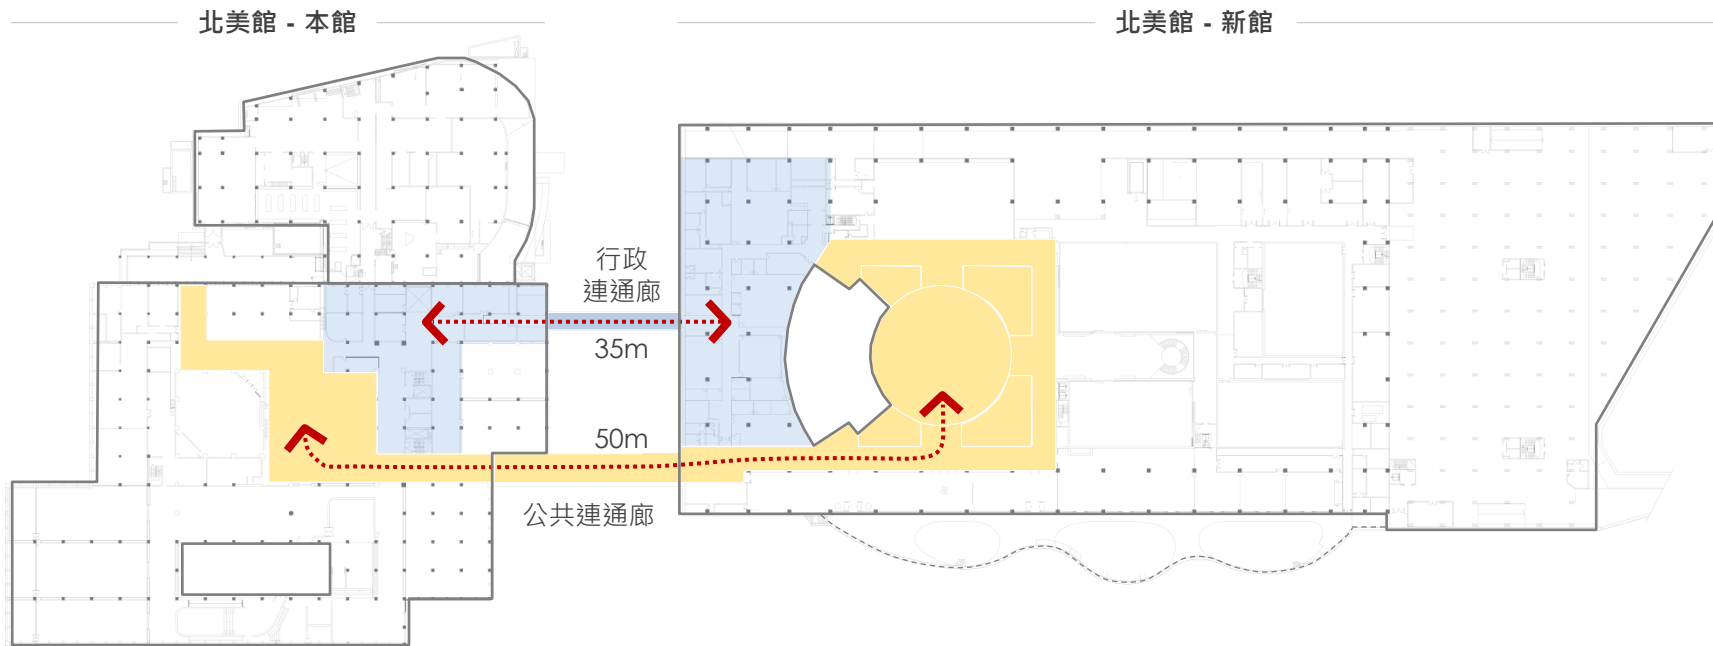 北美館 - 本館
北美館 - 新館
行政
連通廊
35m
50m
公共連通廊